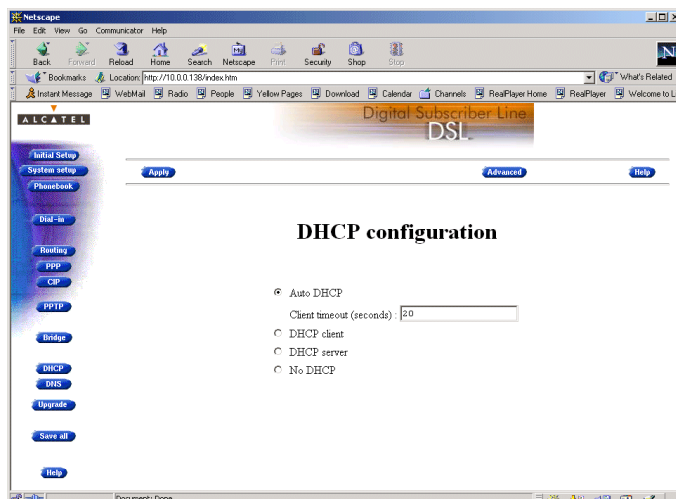 Netscape
File Edit View Go Communicator Help
Back Forward Reload Home Search Netscape Print Security Shop Stop
N
Bookmarks Location: http://10.0.0.138/index.htm What's Related
Instant Message WebMail Radio People Yellow Pages Download Calendar Channels RealPlayer Home RealPlayer Welcome to L
ALCATEL
Digital Subscriber Line
DSL
Initial Setup
System setup
Phonebook
Apply Advanced Help
Dial-in
DHCP configuration
Routing
PPP
CIP
PPTP
Auto DHCP
Client timeout (seconds) : 20
DHCP client
DHCP server
No DHCP
Bridge
DHCP
DNS
Upgrade
Save all
Help
Document: Done